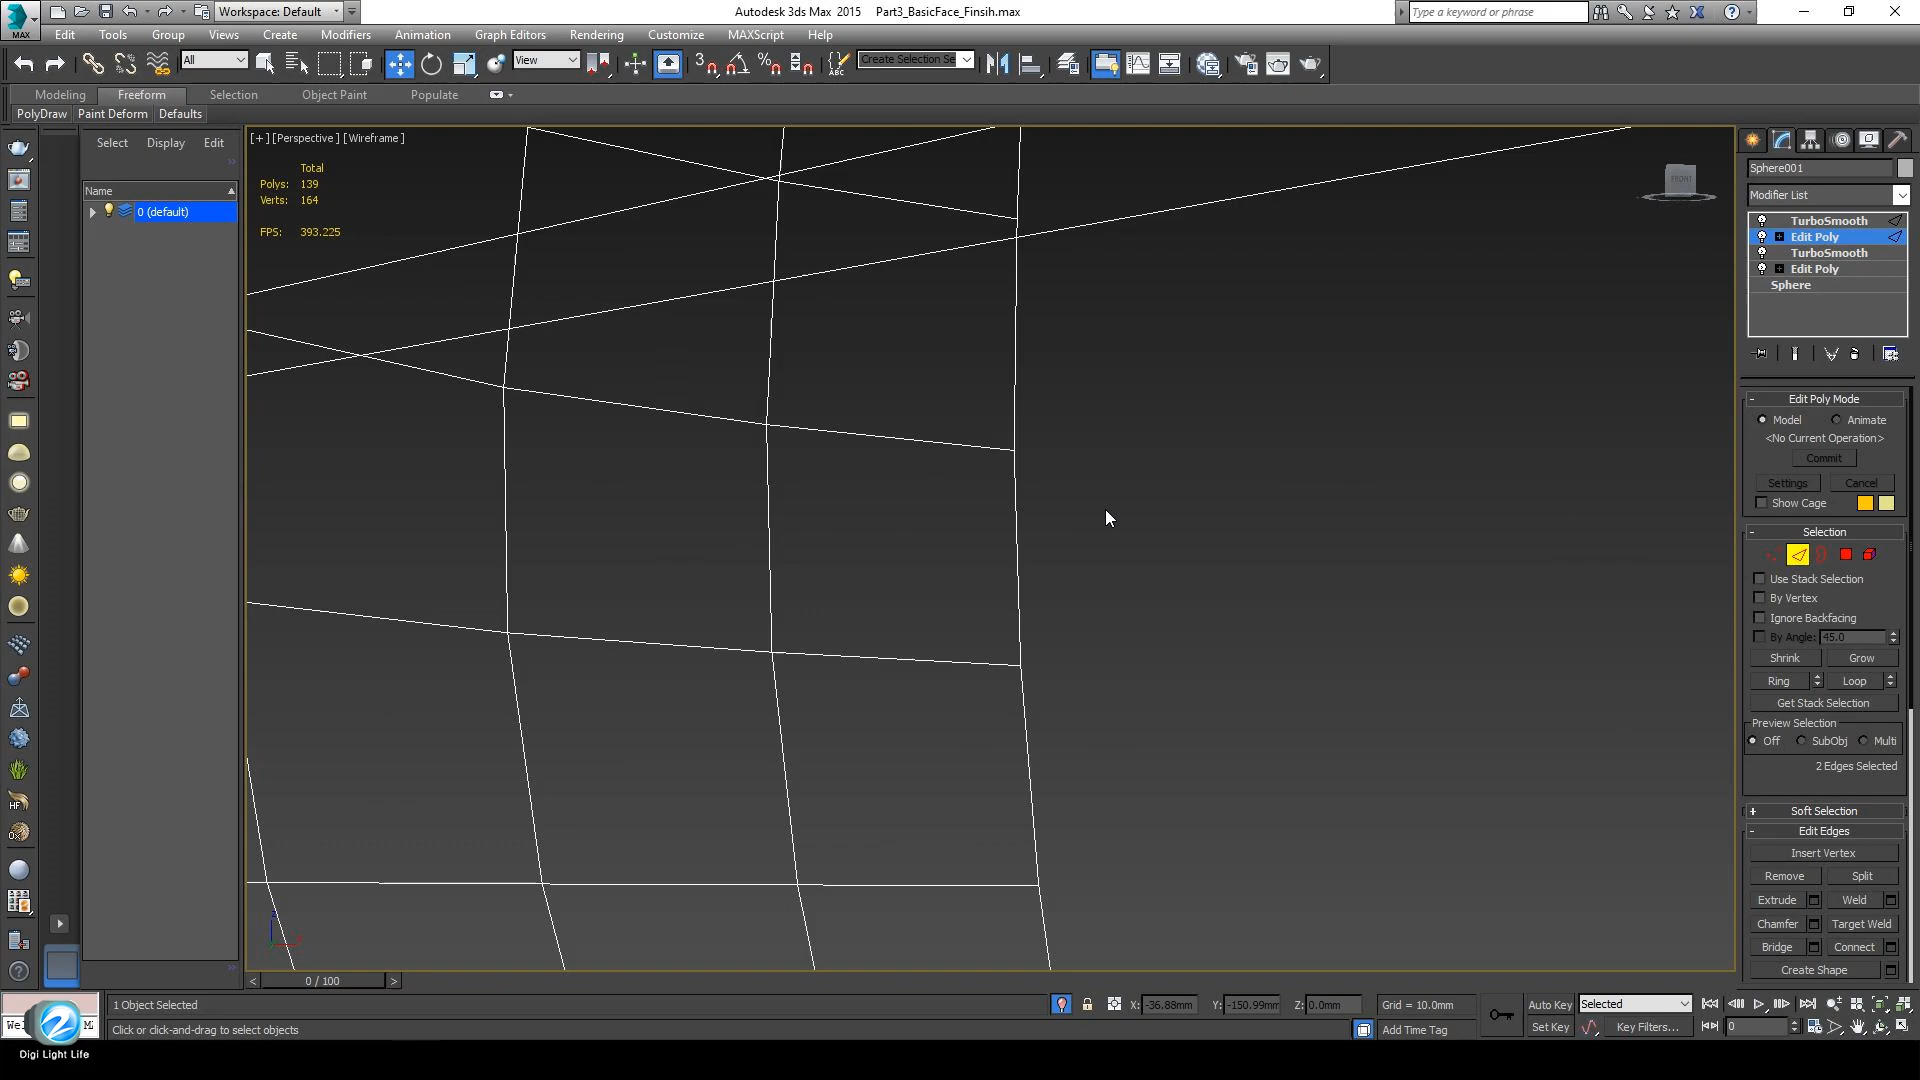 Workspace: Default
Autodesk 3ds Max 2015 Part3_BasicFace_Finsih.max
Type a keyword or phrase
MAX
Edit Tools Group Views Create Modifiers Animation Graph Editors Rendering Customize MAXScript Help
All
View
3
ABC
Create Selection Se
Modeling Freeform Selection Object Paint Populate
PolyDraw Paint Deform Defaults
Select Display Edit
Name
0 (default)
[+] [Perspective] [Wireframe]
Total
Polys: 139
Verts: 164
FPS: 393.225
FRONT
Sphere001
Modifier List
TurboSmooth
Edit Poly
TurboSmooth
Edit Poly
Sphere
Edit Poly Mode
Model Animate
<No Current Operation>
Commit
Settings Cancel
Show Cage
Selection
Use Stack Selection
By Vertex
Ignore Backfacing
By Angle: 45.0
Shrink Grow
Ring Loop
Get Stack Selection
Preview Selection
Off SubObj Multi
2 Edges Selected
Soft Selection
Edit Edges
Insert Vertex
Remove Split
Extrude Weld
Chamfer Target Weld
Bridge Connect
Create Shape
HF
0 / 100
1 Object Selected
X: -36.88mm Y: -150.99mm Z: 0.0mm Grid = 10.0mm
Auto Key Selected
Click or click-and-drag to select objects
Add Time Tag
Set Key Key Filters... 0
Digi Light Life